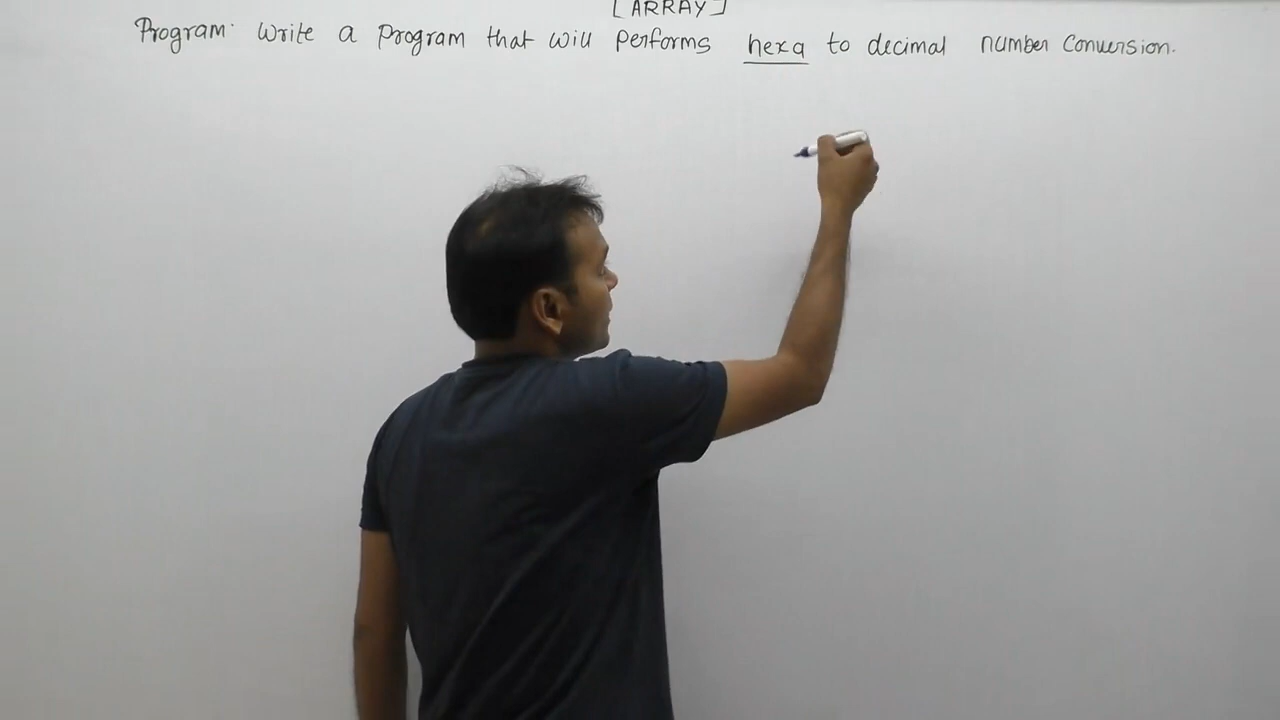 [ARRAY]
Program. Write a program that will performs hexa to decimal number conversion.